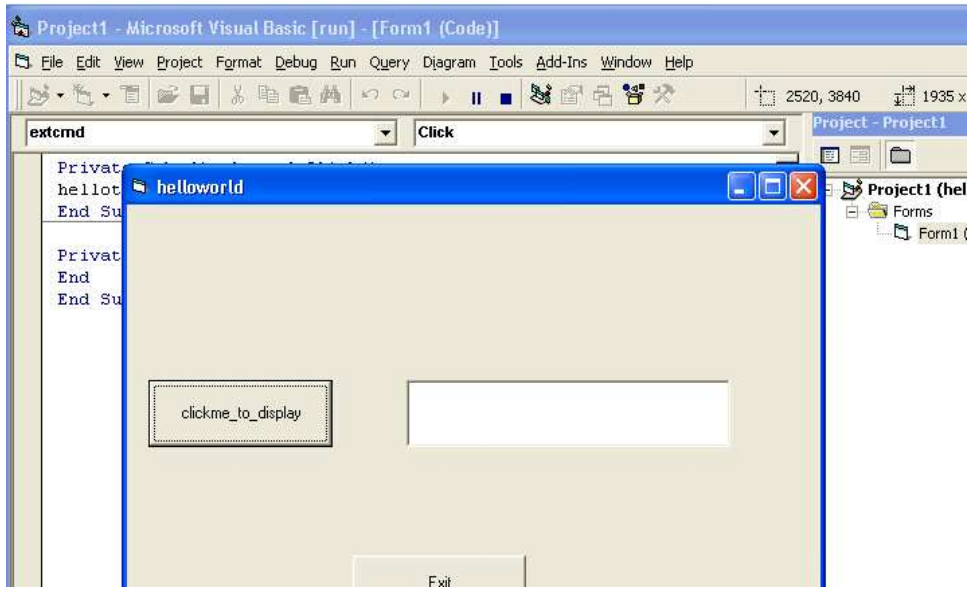 Project1 - Microsoft Visual Basic [run] - [Form1 (Code)]
File Edit View Project Format Debug Run Query Diagram Tools Add-Ins Window Help
2520, 3840 1935 x
extcmd Click
Project - Project1
Privat
hellot
End Su
Privat
End
End Su
helloworld
clickme_to_display
Exit
Project1 (hel
Forms
Form1 (